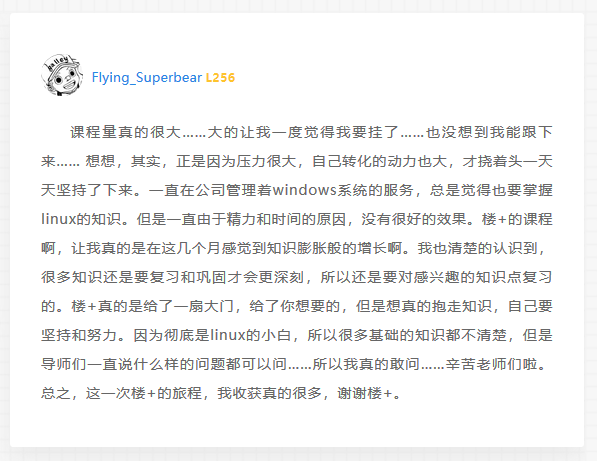 Flying_Superbear L256
课程量真的很大……大的让我一度觉得我要挂了……也没想到我能跟下
来…… 想想，其实，正是因为压力很大，自己转化的动力也大，才挠着头一天
天坚持了下来。一直在公司管理着windows系统的服务，总是觉得也要掌握
linux的知识。但是一直由于精力和时间的原因，没有很好的效果。楼+的课程
啊，让我真的是在这几个月感觉到知识膨胀般的增长啊。我也清楚的认识到，
很多知识还是要复习和巩固才会更深刻，所以还是要对感兴趣的知识点复习
的。楼+真的是给了一扇大门，给了你想要的，但是想真的抱走知识，自己要
坚持和努力。因为彻底是linux的小白，所以很多基础的知识都不清楚，但是
导师们一直说什么样的问题都可以问……所以我真的敢问……辛苦老师们啦。
总之，这一次楼+的旅程，我收获真的很多，谢谢楼+。